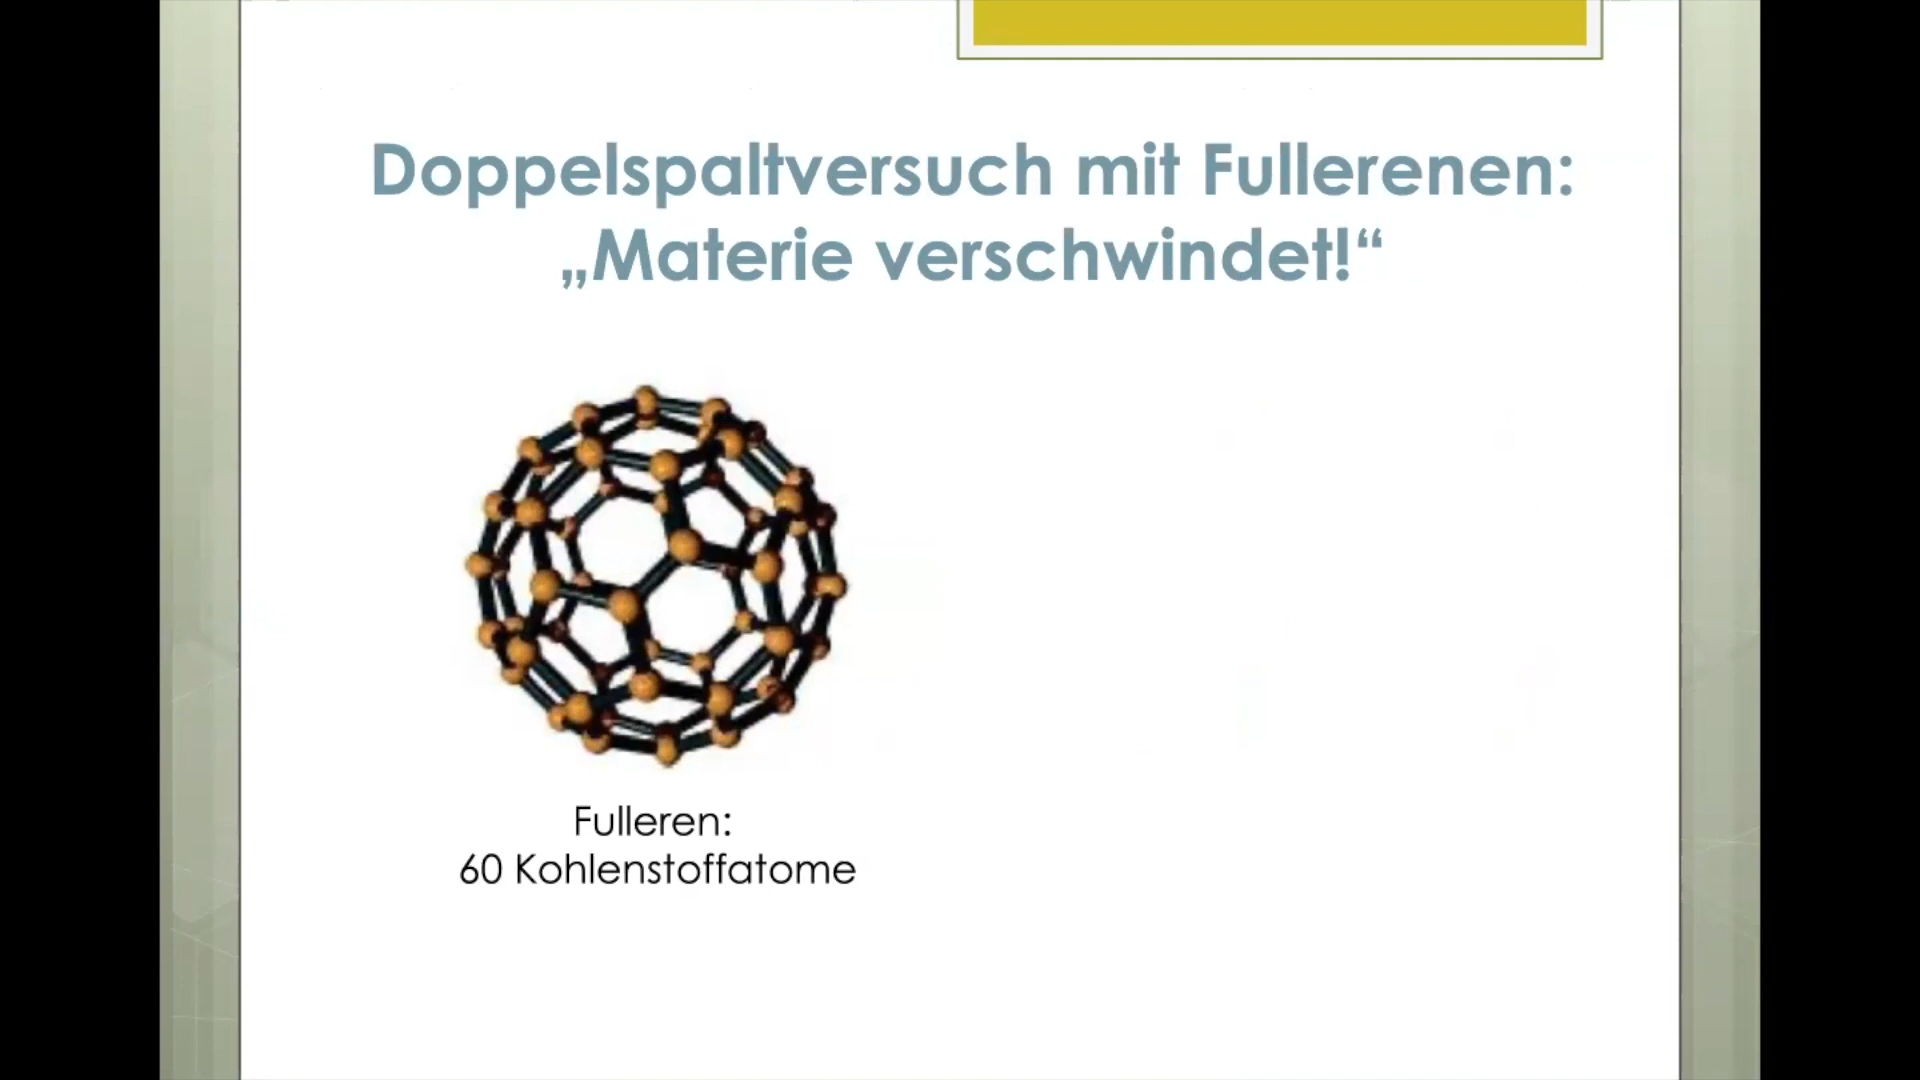 Doppelspaltversuch mit Fullerenen:
„Materie verschwindet!“
Fulleren:
60 Kohlenstoffatome